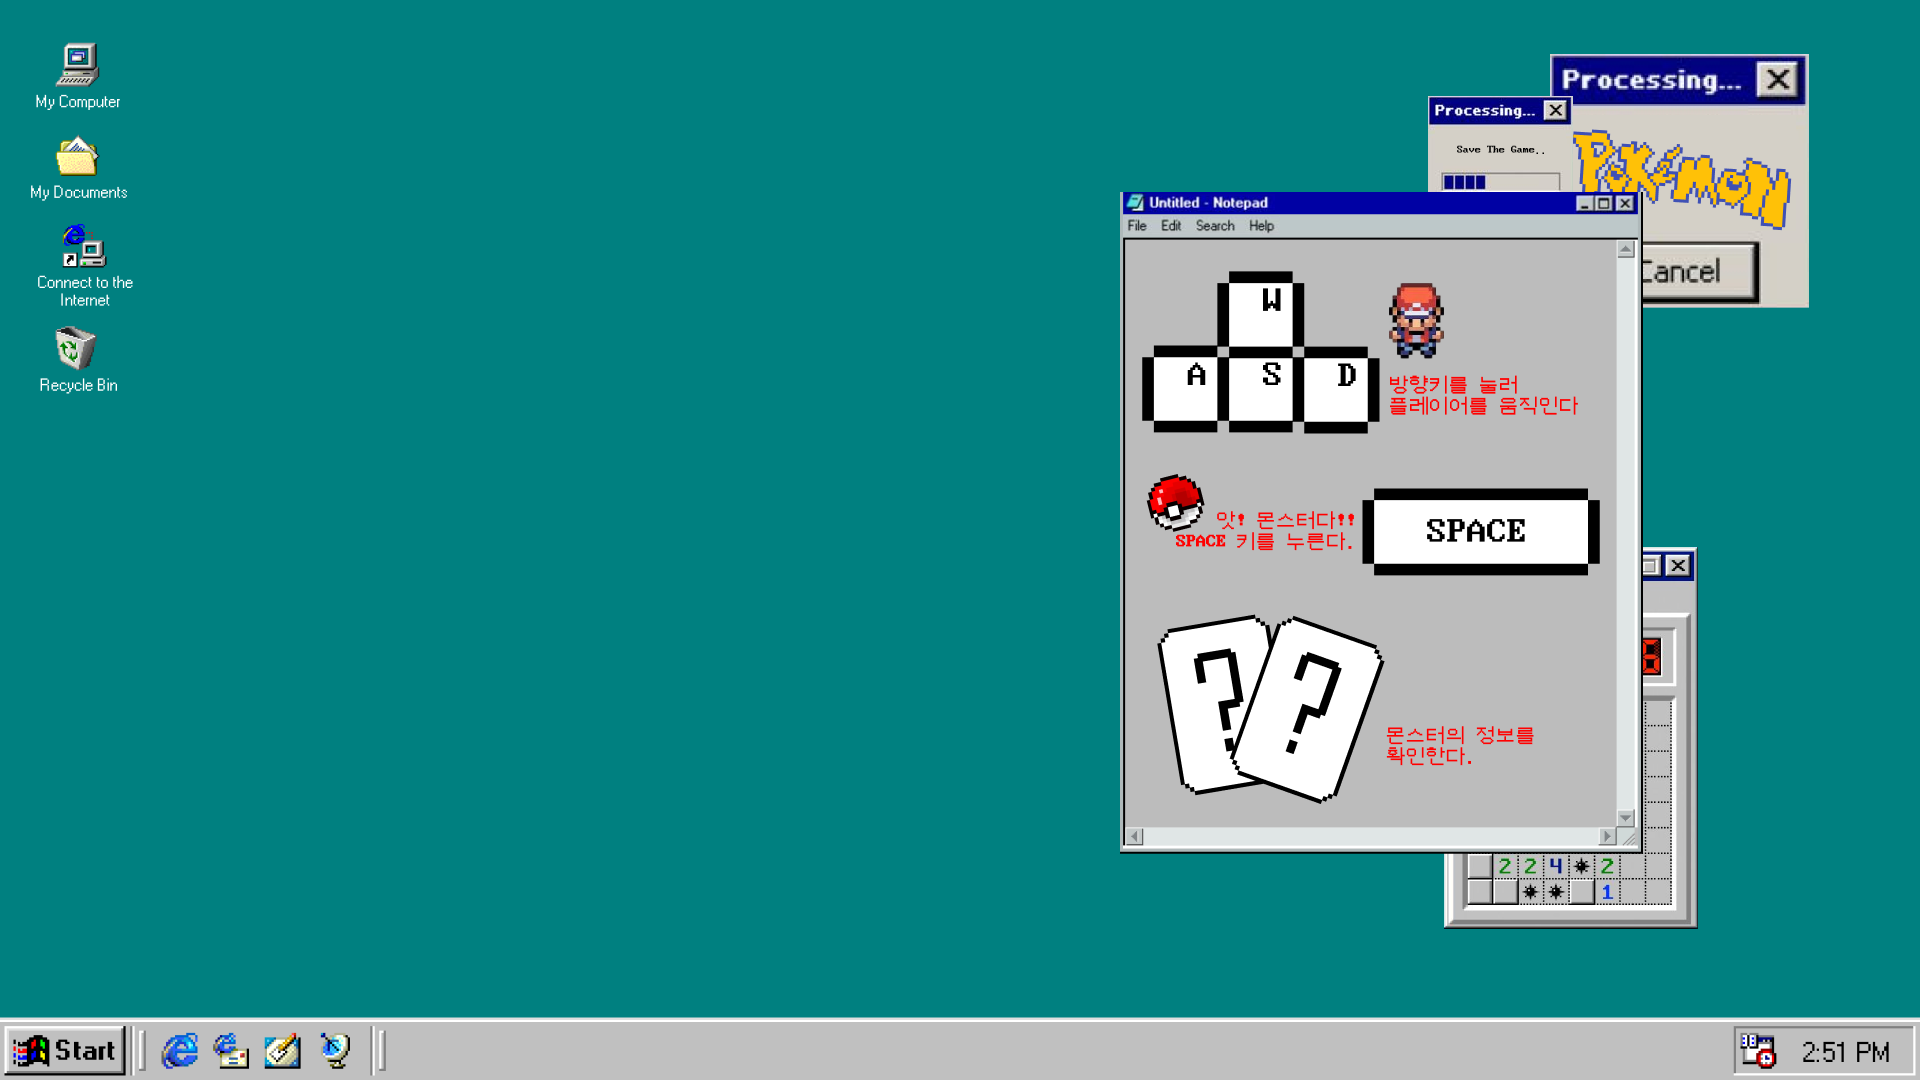 My Computer
My Documents
Connect to the
Internet
Recycle Bin
Processing...
Pokémon
Cancel
Processing...
Save The Game..
Untitled - Notepad
File Edit Search Help
W
A S D
방향키를 눌러
플레이어를 움직인다
앗! 몬스터다!!
SPACE 키를 누른다.
SPACE
? ?
몬스터의 정보를
확인한다.
2 2 4 2
1
Start
2:51 PM